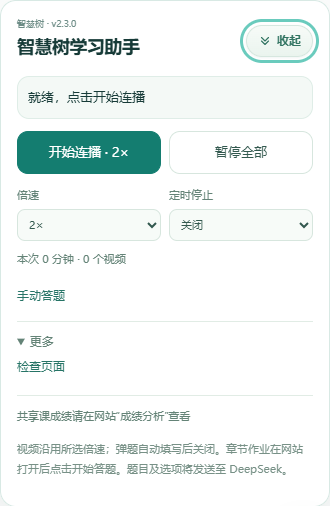 智慧树 · v2.3.0
智慧树学习助手
收起
就绪，点击开始连播
开始连播 · 2×
暂停全部
倍速
定时停止
2×
关闭
本次 0 分钟 · 0 个视频
手动答题
▼ 更多
检查页面
共享课成绩请在网站“成绩分析”查看
视频沿用所选倍速；弹题自动填写后关闭。章节作业在网站
打开后点击开始答题。题目及选项将发送至 DeepSeek。